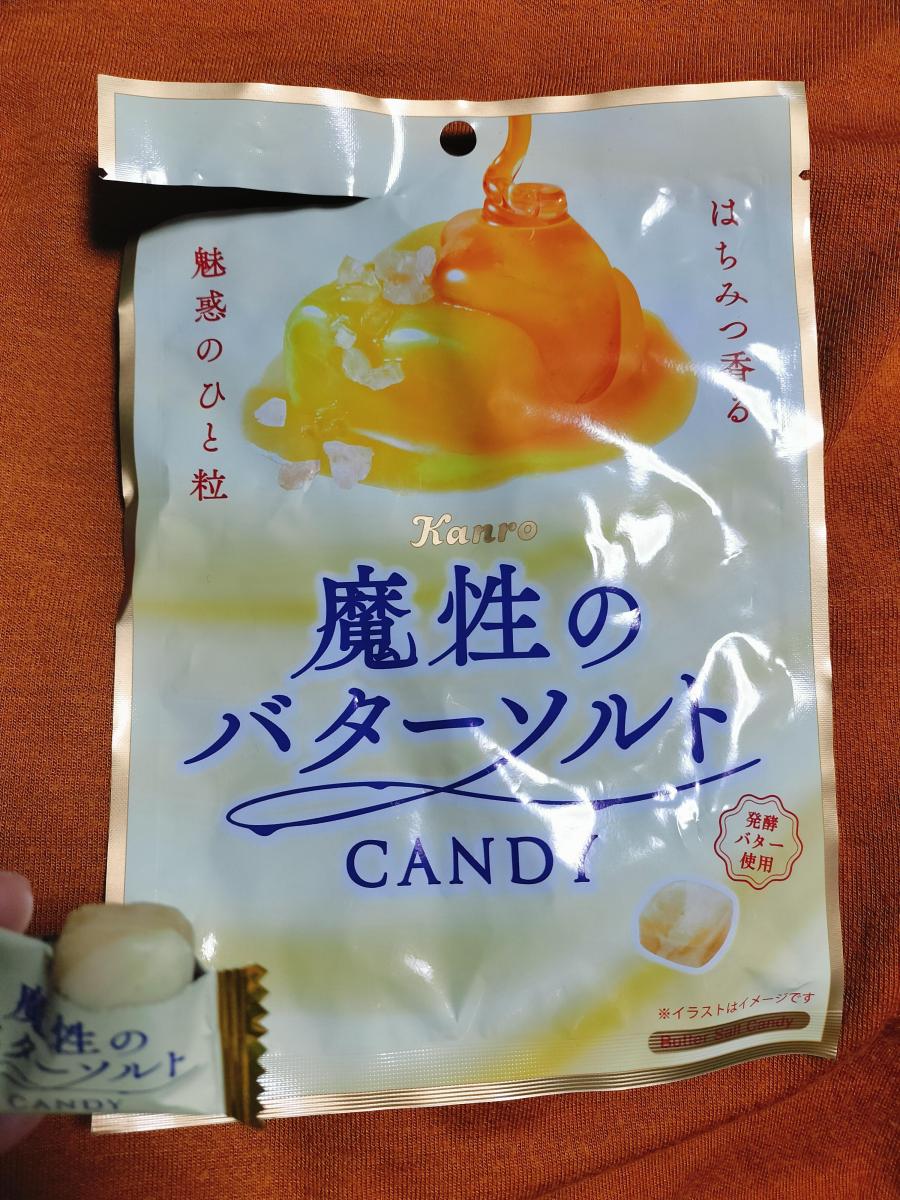 はちみつ香る
魅惑のひと粒
Kanro
魔性の
バターソルト
CANDY
発酵
バター
使用
※イラストはイメージです
Butter Salt Candy
魔性の
ターソルト
CANDY